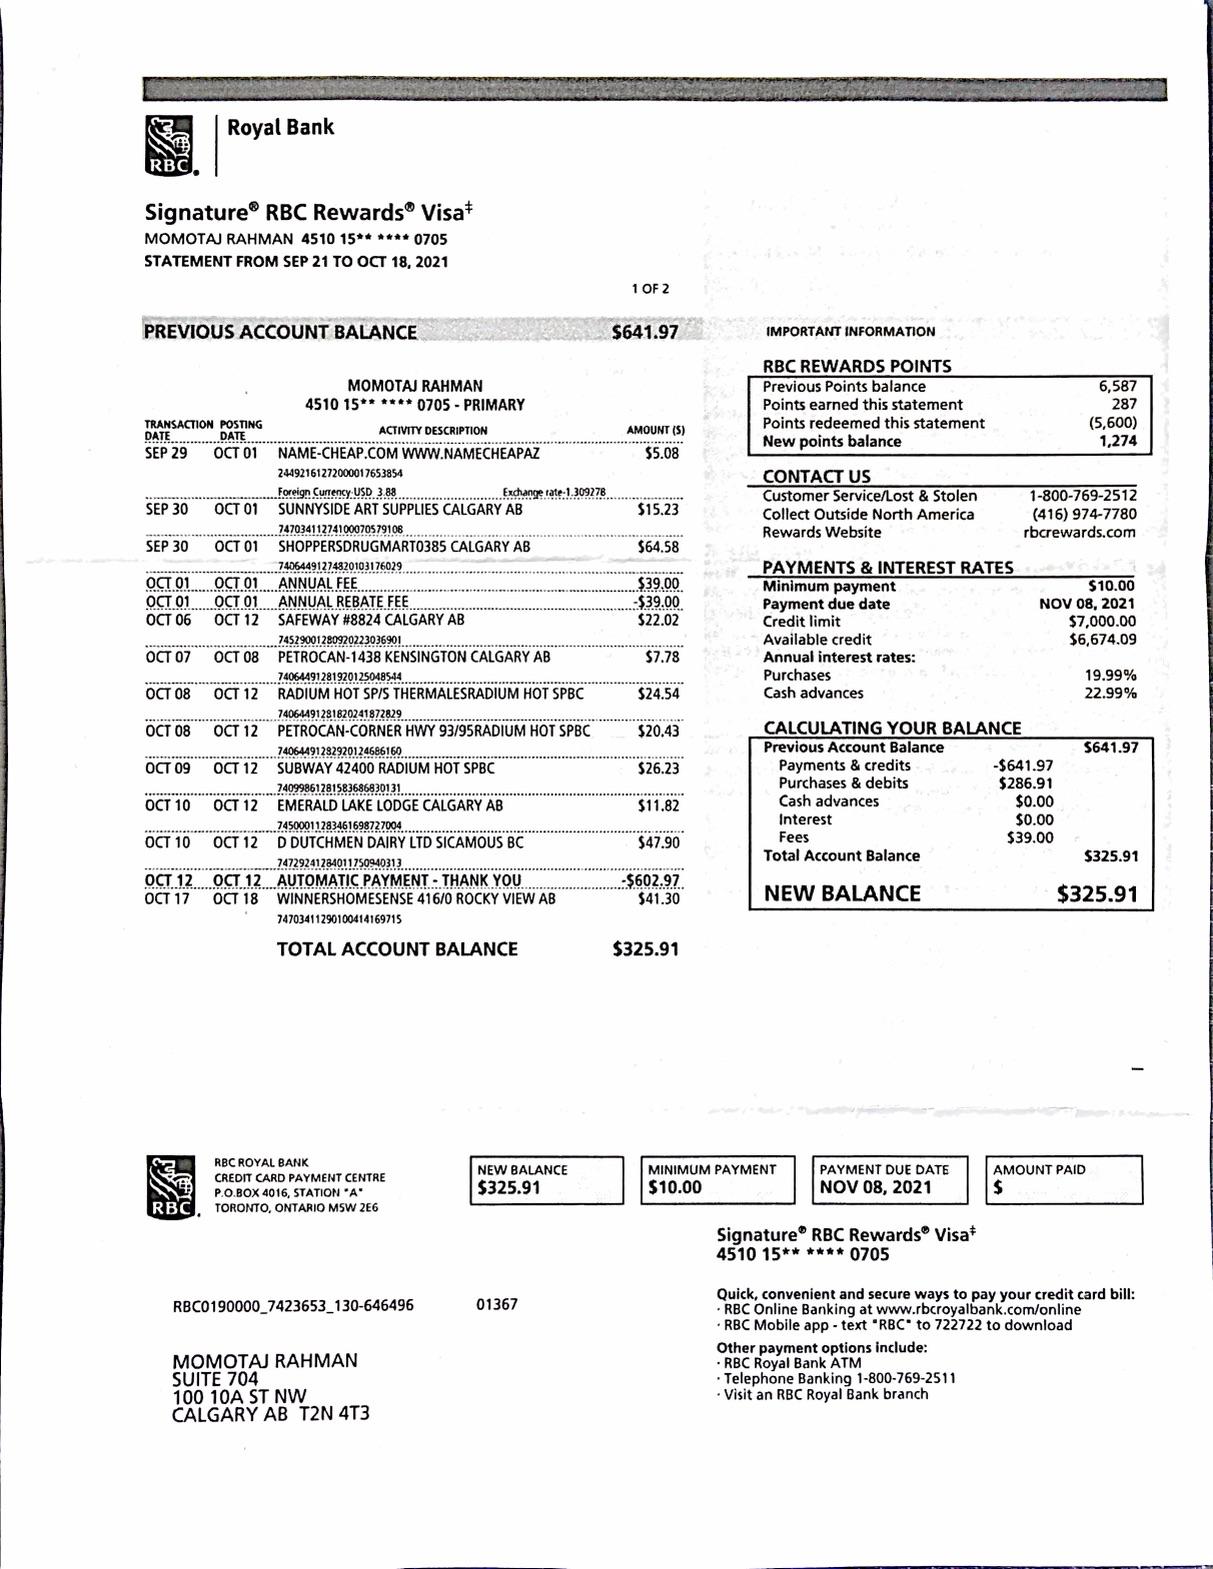 RBC
Royal Bank
Signature® RBC Rewards® Visa‡
MOMOTAJ RAHMAN 4510 15** **** 0705
STATEMENT FROM SEP 21 TO OCT 18, 2021
1 OF 2
PREVIOUS ACCOUNT BALANCE $641.97
MOMOTAJ RAHMAN
4510 15** **** 0705 - PRIMARY
TRANSACTION DATE POSTING DATE ACTIVITY DESCRIPTION AMOUNT ($)
SEP 29 OCT 01 NAME-CHEAP.COM WWW.NAMECHEAPAZ $5.08
24492161272000017653854
Foreign Currency-USD 3.88 Exchange rate-1.309278
SEP 30 OCT 01 SUNNYSIDE ART SUPPLIES CALGARY AB $15.23
74703411274100070579108
SEP 30 OCT 01 SHOPPERSDRUGMART0385 CALGARY AB $64.58
74064491274820103176029
OCT 01 OCT 01 ANNUAL FEE $39.00
OCT 01 OCT 01 ANNUAL REBATE FEE -$39.00
OCT 06 OCT 12 SAFEWAY #8824 CALGARY AB $22.02
74529001280920223036901
OCT 07 OCT 08 PETROCAN-1438 KENSINGTON CALGARY AB $7.78
74064491281920125048544
OCT 08 OCT 12 RADIUM HOT SP/S THERMALESRADIUM HOT SPBC $24.54
74064491281820241872829
OCT 08 OCT 12 PETROCAN-CORNER HWY 93/95RADIUM HOT SPBC $20.43
74064491282920124686160
OCT 09 OCT 12 SUBWAY 42400 RADIUM HOT SPBC $26.23
74099861281583686830131
OCT 10 OCT 12 EMERALD LAKE LODGE CALGARY AB $11.82
74500011283461698727004
OCT 10 OCT 12 D DUTCHMEN DAIRY LTD SICAMOUS BC $47.90
74729241284011750940313
OCT 12 OCT 12 AUTOMATIC PAYMENT - THANK YOU -$602.97
OCT 17 OCT 18 WINNERSHOMESENSE 416/0 ROCKY VIEW AB $41.30
74703411290100414169715
TOTAL ACCOUNT BALANCE $325.91
IMPORTANT INFORMATION
RBC REWARDS POINTS
Previous Points balance 6,587
Points earned this statement 287
Points redeemed this statement (5,600)
New points balance 1,274
CONTACT US
Customer Service/Lost & Stolen 1-800-769-2512
Collect Outside North America (416) 974-7780
Rewards Website rbcrewards.com
PAYMENTS & INTEREST RATES
Minimum payment $10.00
Payment due date NOV 08, 2021
Credit limit $7,000.00
Available credit $6,674.09
Annual interest rates:
Purchases 19.99%
Cash advances 22.99%
CALCULATING YOUR BALANCE
Previous Account Balance $641.97
Payments & credits -$641.97
Purchases & debits $286.91
Cash advances $0.00
Interest $0.00
Fees $39.00
Total Account Balance $325.91
NEW BALANCE $325.91
RBC
RBC ROYAL BANK
CREDIT CARD PAYMENT CENTRE
P.O.BOX 4016, STATION "A"
TORONTO, ONTARIO M5W 2E6
NEW BALANCE
$325.91
MINIMUM PAYMENT
$10.00
PAYMENT DUE DATE
NOV 08, 2021
AMOUNT PAID
$
Signature® RBC Rewards® Visa‡
4510 15** **** 0705
RBC0190000_7423653_130-646496 01367
MOMOTAJ RAHMAN
SUITE 704
100 10A ST NW
CALGARY AB T2N 4T3
Quick, convenient and secure ways to pay your credit card bill:
· RBC Online Banking at www.rbcroyalbank.com/online
· RBC Mobile app - text "RBC" to 722722 to download
Other payment options include:
· RBC Royal Bank ATM
· Telephone Banking 1-800-769-2511
· Visit an RBC Royal Bank branch